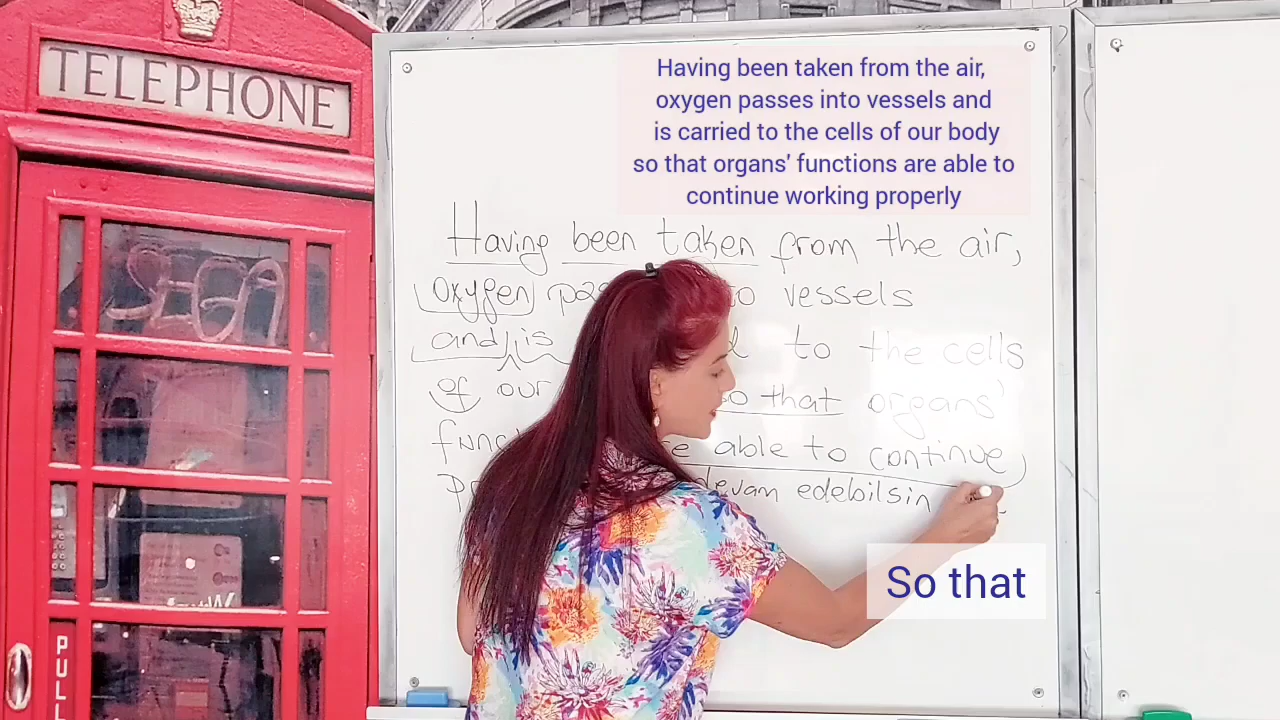 TELEPHONE
SEGA
PULL
Having been taken from the air,
oxygen passes into vessels and
is carried to the cells of our body
so that organs' functions are able to
continue working properly
Having been taken from the air,
oxygen vessels
and is to the cells
of our so that organs'
able to continue
devam edebilsin
So that